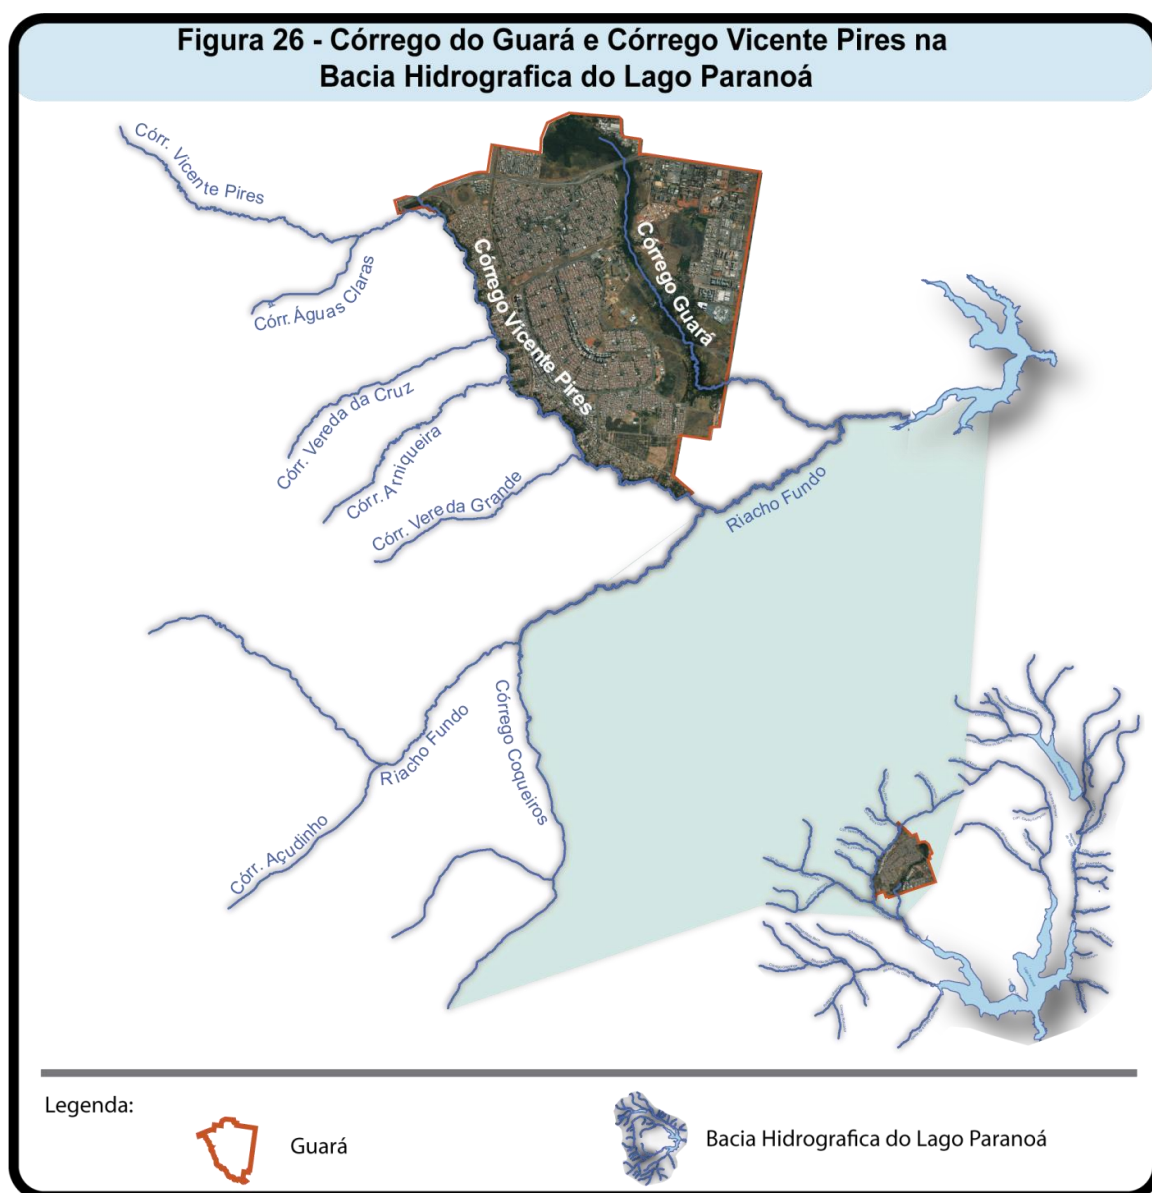 Figura 26 - Córrego do Guará e Córrego Vicente Pires na
Bacia Hidrografica do Lago Paranoá
Córr. Vicente Pires
Córr. Águas Claras
Córrego Vicente Pires
Córrego Guará
Córr. Vereda da Cruz
Córr. Arniqueira
Córr. Vereda Grande
Riacho Fundo
Riacho Fundo
Córrego Coqueiros
Córr. Açudinho
Legenda:
Guará
Bacia Hidrografica do Lago Paranoá